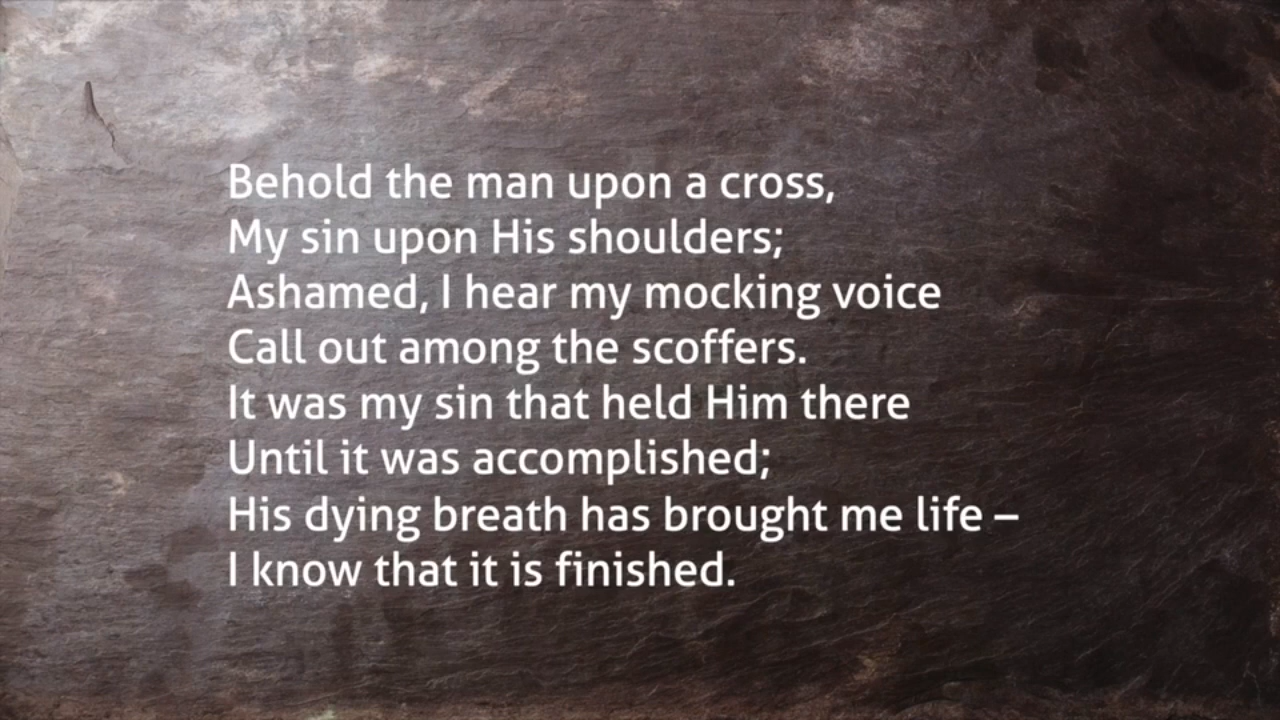 Behold the man upon a cross,
My sin upon His shoulders;
Ashamed, I hear my mocking voice
Call out among the scoffers.
It was my sin that held Him there
Until it was accomplished;
His dying breath has brought me life –
I know that it is finished.